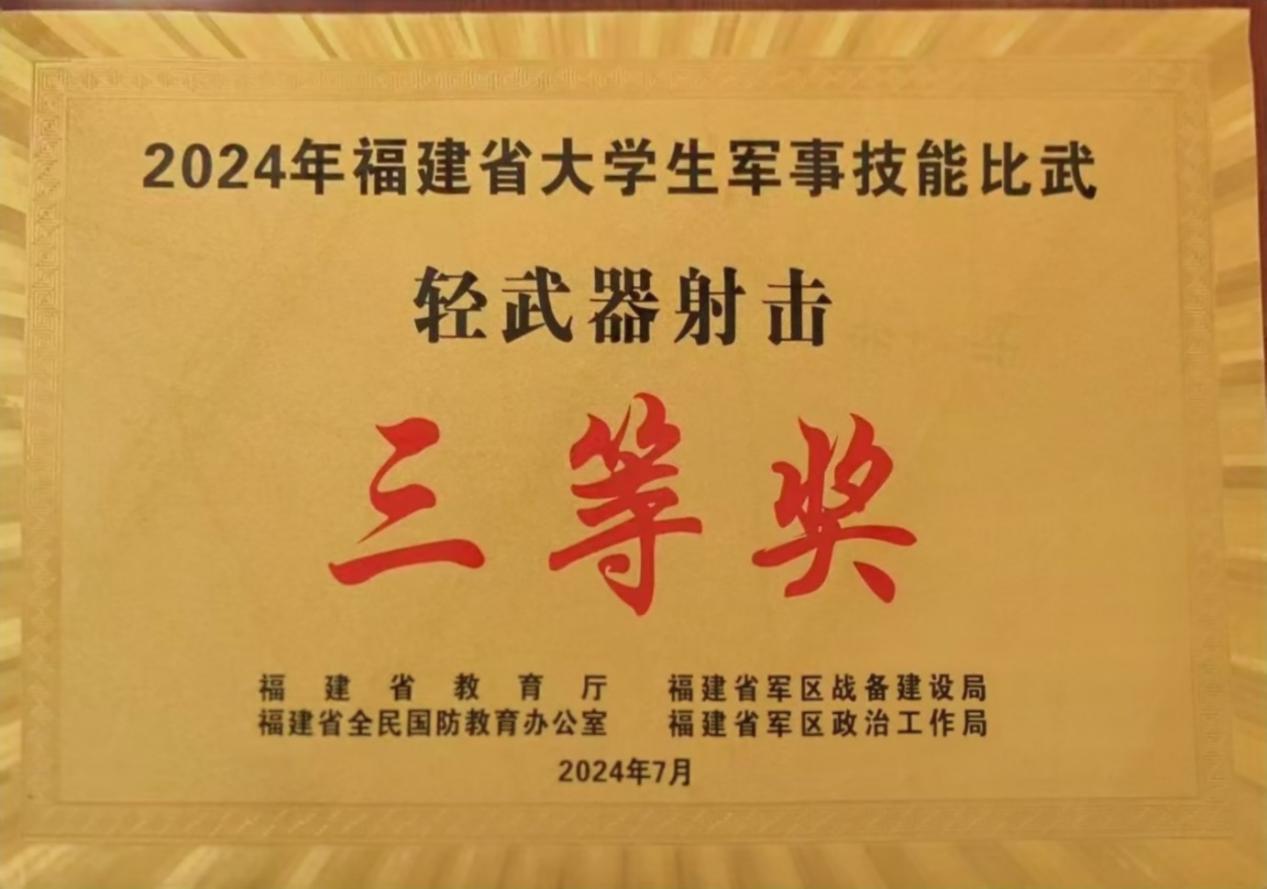 2024年福建省大学生军事技能比武
轻武器射击
三等奖
福建省教育厅 福建省军区战备建设局
福建省全民国防教育办公室 福建省军区政治工作局
2024年7月